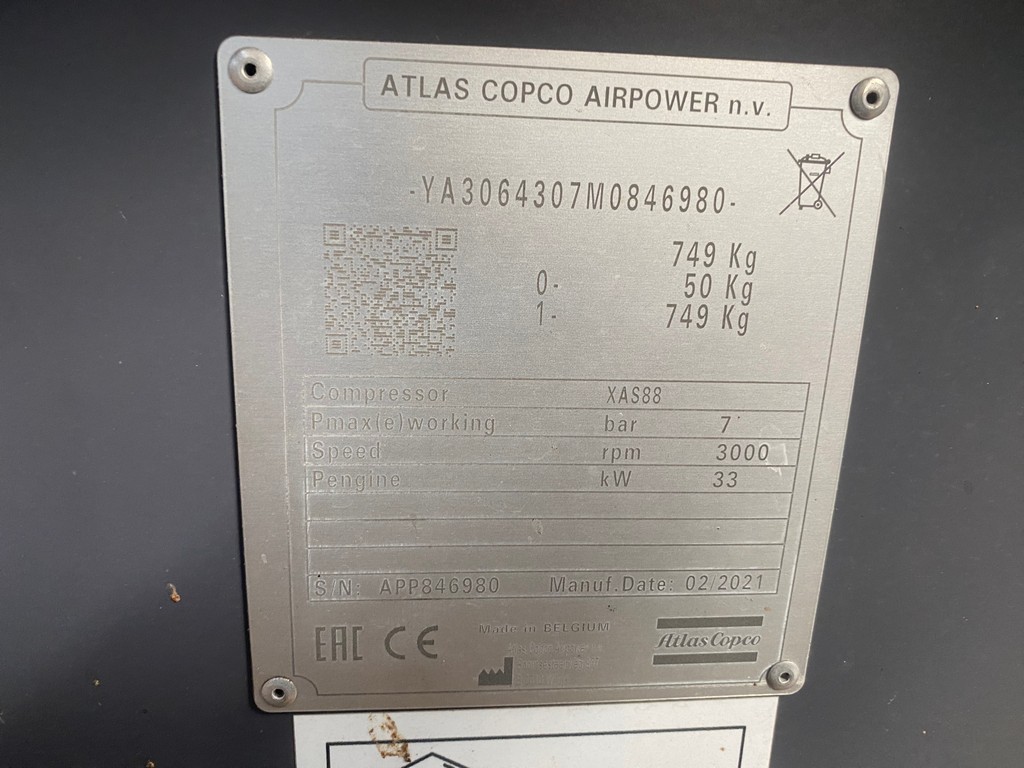 ATLAS COPCO AIRPOWER n.v.
-YA3064307M0846980-
749 Kg
0- 50 Kg
1- 749 Kg
Compressor XAS88
Pmax(e)working bar 7
Speed rpm 3000
Pengine kW 33
S/N: APP846980 Manuf.Date: 02/2021
EAC CE Made in BELGIUM Atlas Copco